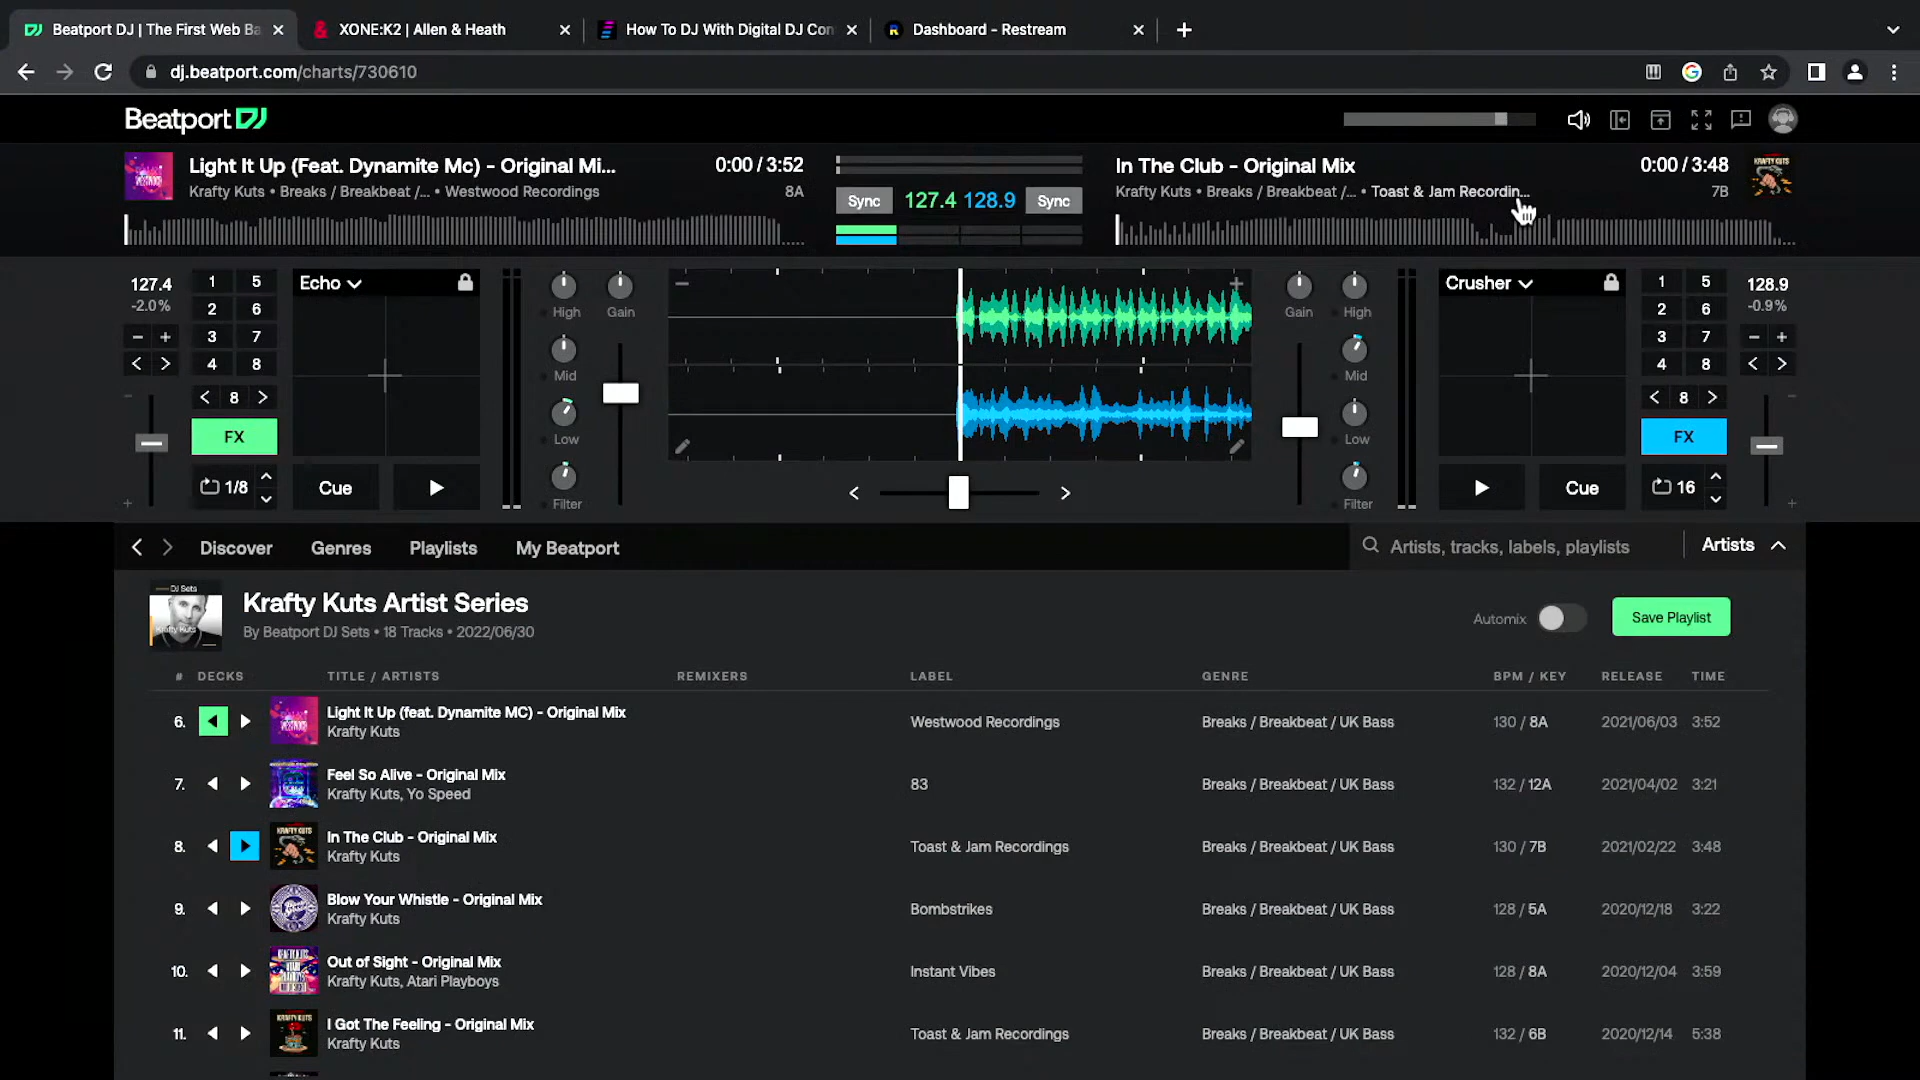 Beatport DJ | The First Web Ba
XONE:K2 | Allen & Heath
How To DJ With Digital DJ Con
Dashboard - Restream
dj.beatport.com/charts/730610
Beatport DJ
Light It Up (Feat. Dynamite Mc) - Original Mi...
0:00 / 3:52
Krafty Kuts • Breaks / Breakbeat /... • Westwood Recordings
8A
Sync
127.4 128.9
Sync
In The Club - Original Mix
0:00 / 3:48
Krafty Kuts • Breaks / Breakbeat /... • Toast & Jam Recordin...
7B
127.4
-2.0%
1 5
2 6
3 7
4 8
8
FX
1/8
Echo
Cue
High
Mid
Low
Filter
Gain
Gain
High
Mid
Low
Filter
Crusher
Cue
1 5
2 6
3 7
4 8
8
FX
16
128.9
-0.9%
Discover
Genres
Playlists
My Beatport
Artists, tracks, labels, playlists
Artists
DJ Sets
Krafty Kuts
Krafty Kuts Artist Series
By Beatport DJ Sets • 18 Tracks • 2022/06/30
Automix
Save Playlist
# DECKS TITLE / ARTISTS REMIXERS LABEL GENRE BPM / KEY RELEASE TIME
6. Light It Up (feat. Dynamite MC) - Original Mix Westwood Recordings Breaks / Breakbeat / UK Bass 130 / 8A 2021/06/03 3:52
Krafty Kuts
7. Feel So Alive - Original Mix 83 Breaks / Breakbeat / UK Bass 132 / 12A 2021/04/02 3:21
Krafty Kuts, Yo Speed
8. In The Club - Original Mix Toast & Jam Recordings Breaks / Breakbeat / UK Bass 130 / 7B 2021/02/22 3:48
Krafty Kuts
9. Blow Your Whistle - Original Mix Bombstrikes Breaks / Breakbeat / UK Bass 128 / 5A 2020/12/18 3:22
Krafty Kuts
10. Out of Sight - Original Mix Instant Vibes Breaks / Breakbeat / UK Bass 128 / 8A 2020/12/04 3:59
Krafty Kuts, Atari Playboys
11. I Got The Feeling - Original Mix Toast & Jam Recordings Breaks / Breakbeat / UK Bass 132 / 6B 2020/12/14 5:38
Krafty Kuts